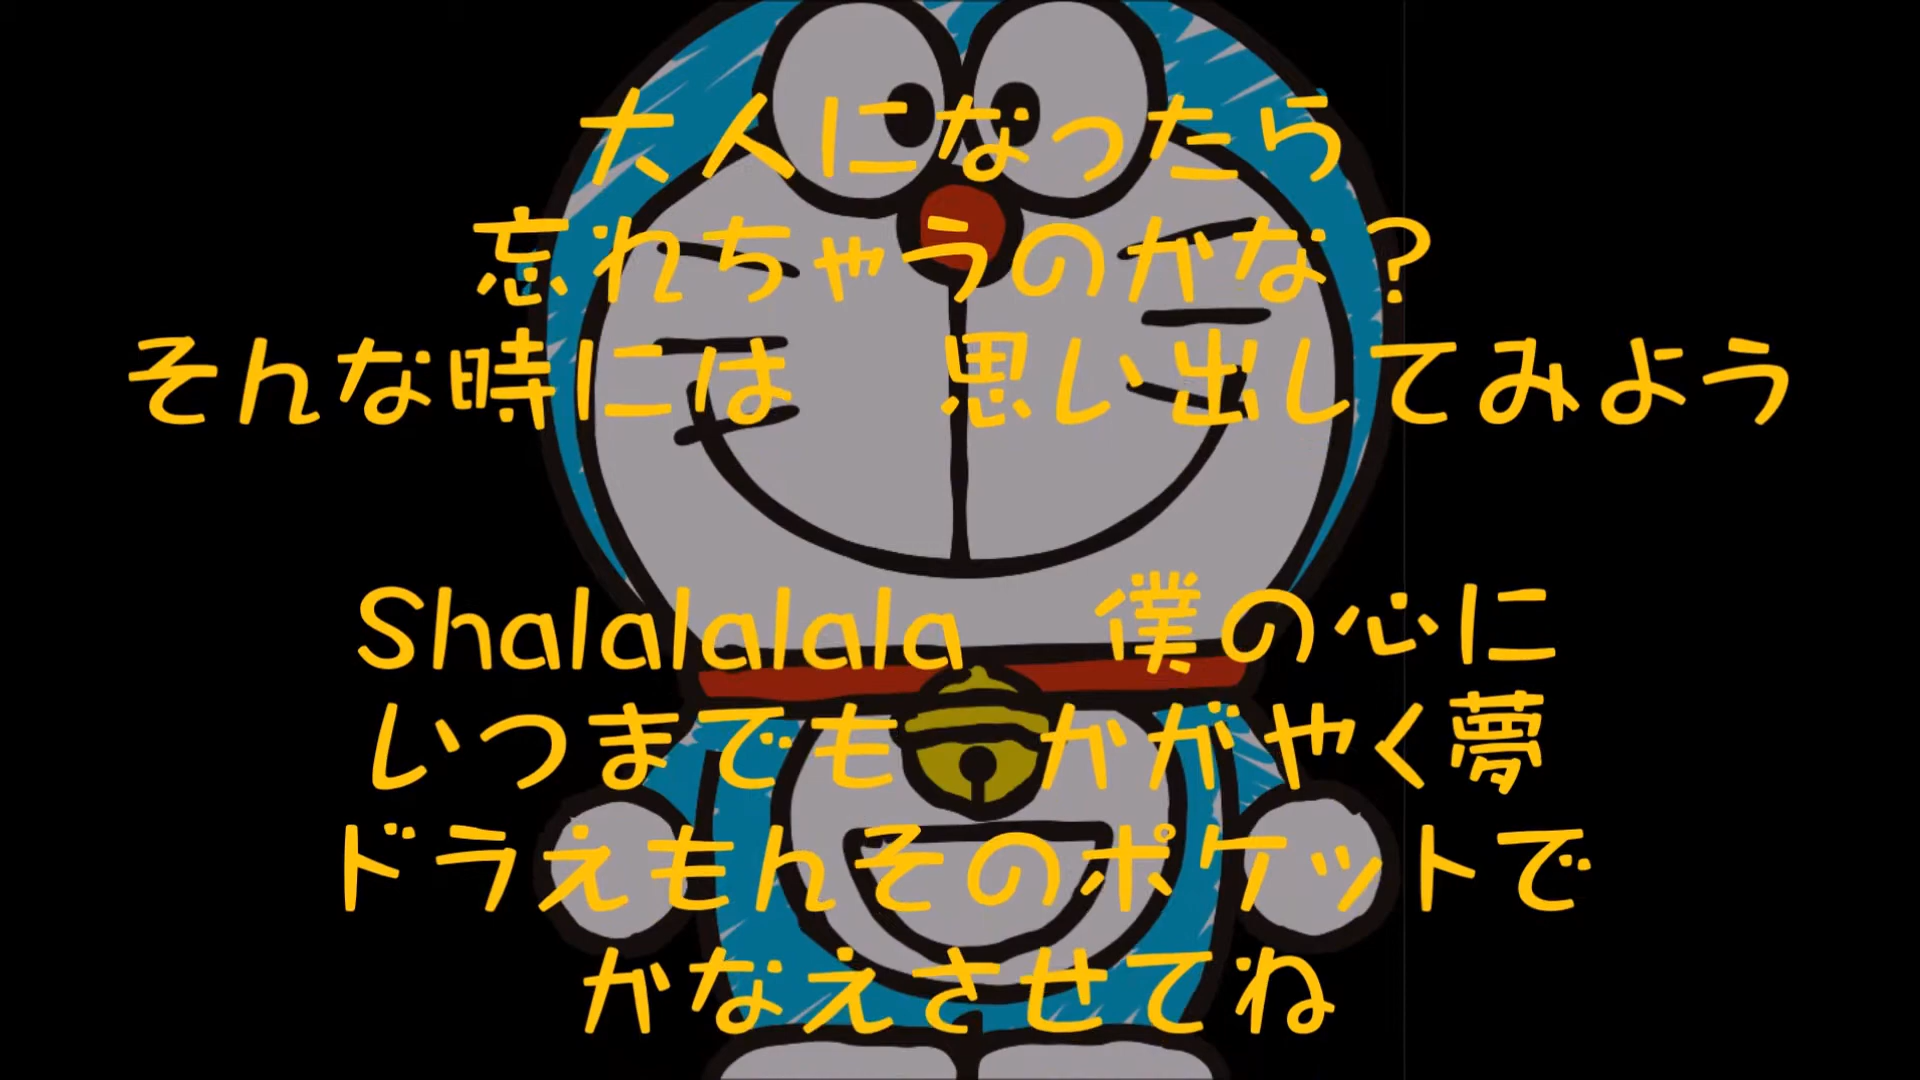 大人になったら
忘れちゃうのかな？
そんな時には　思い出してみよう
Shalalalala　僕の心に
いつまでも　かがやく夢
ドラえもんそのポケットで
かなえさせてね